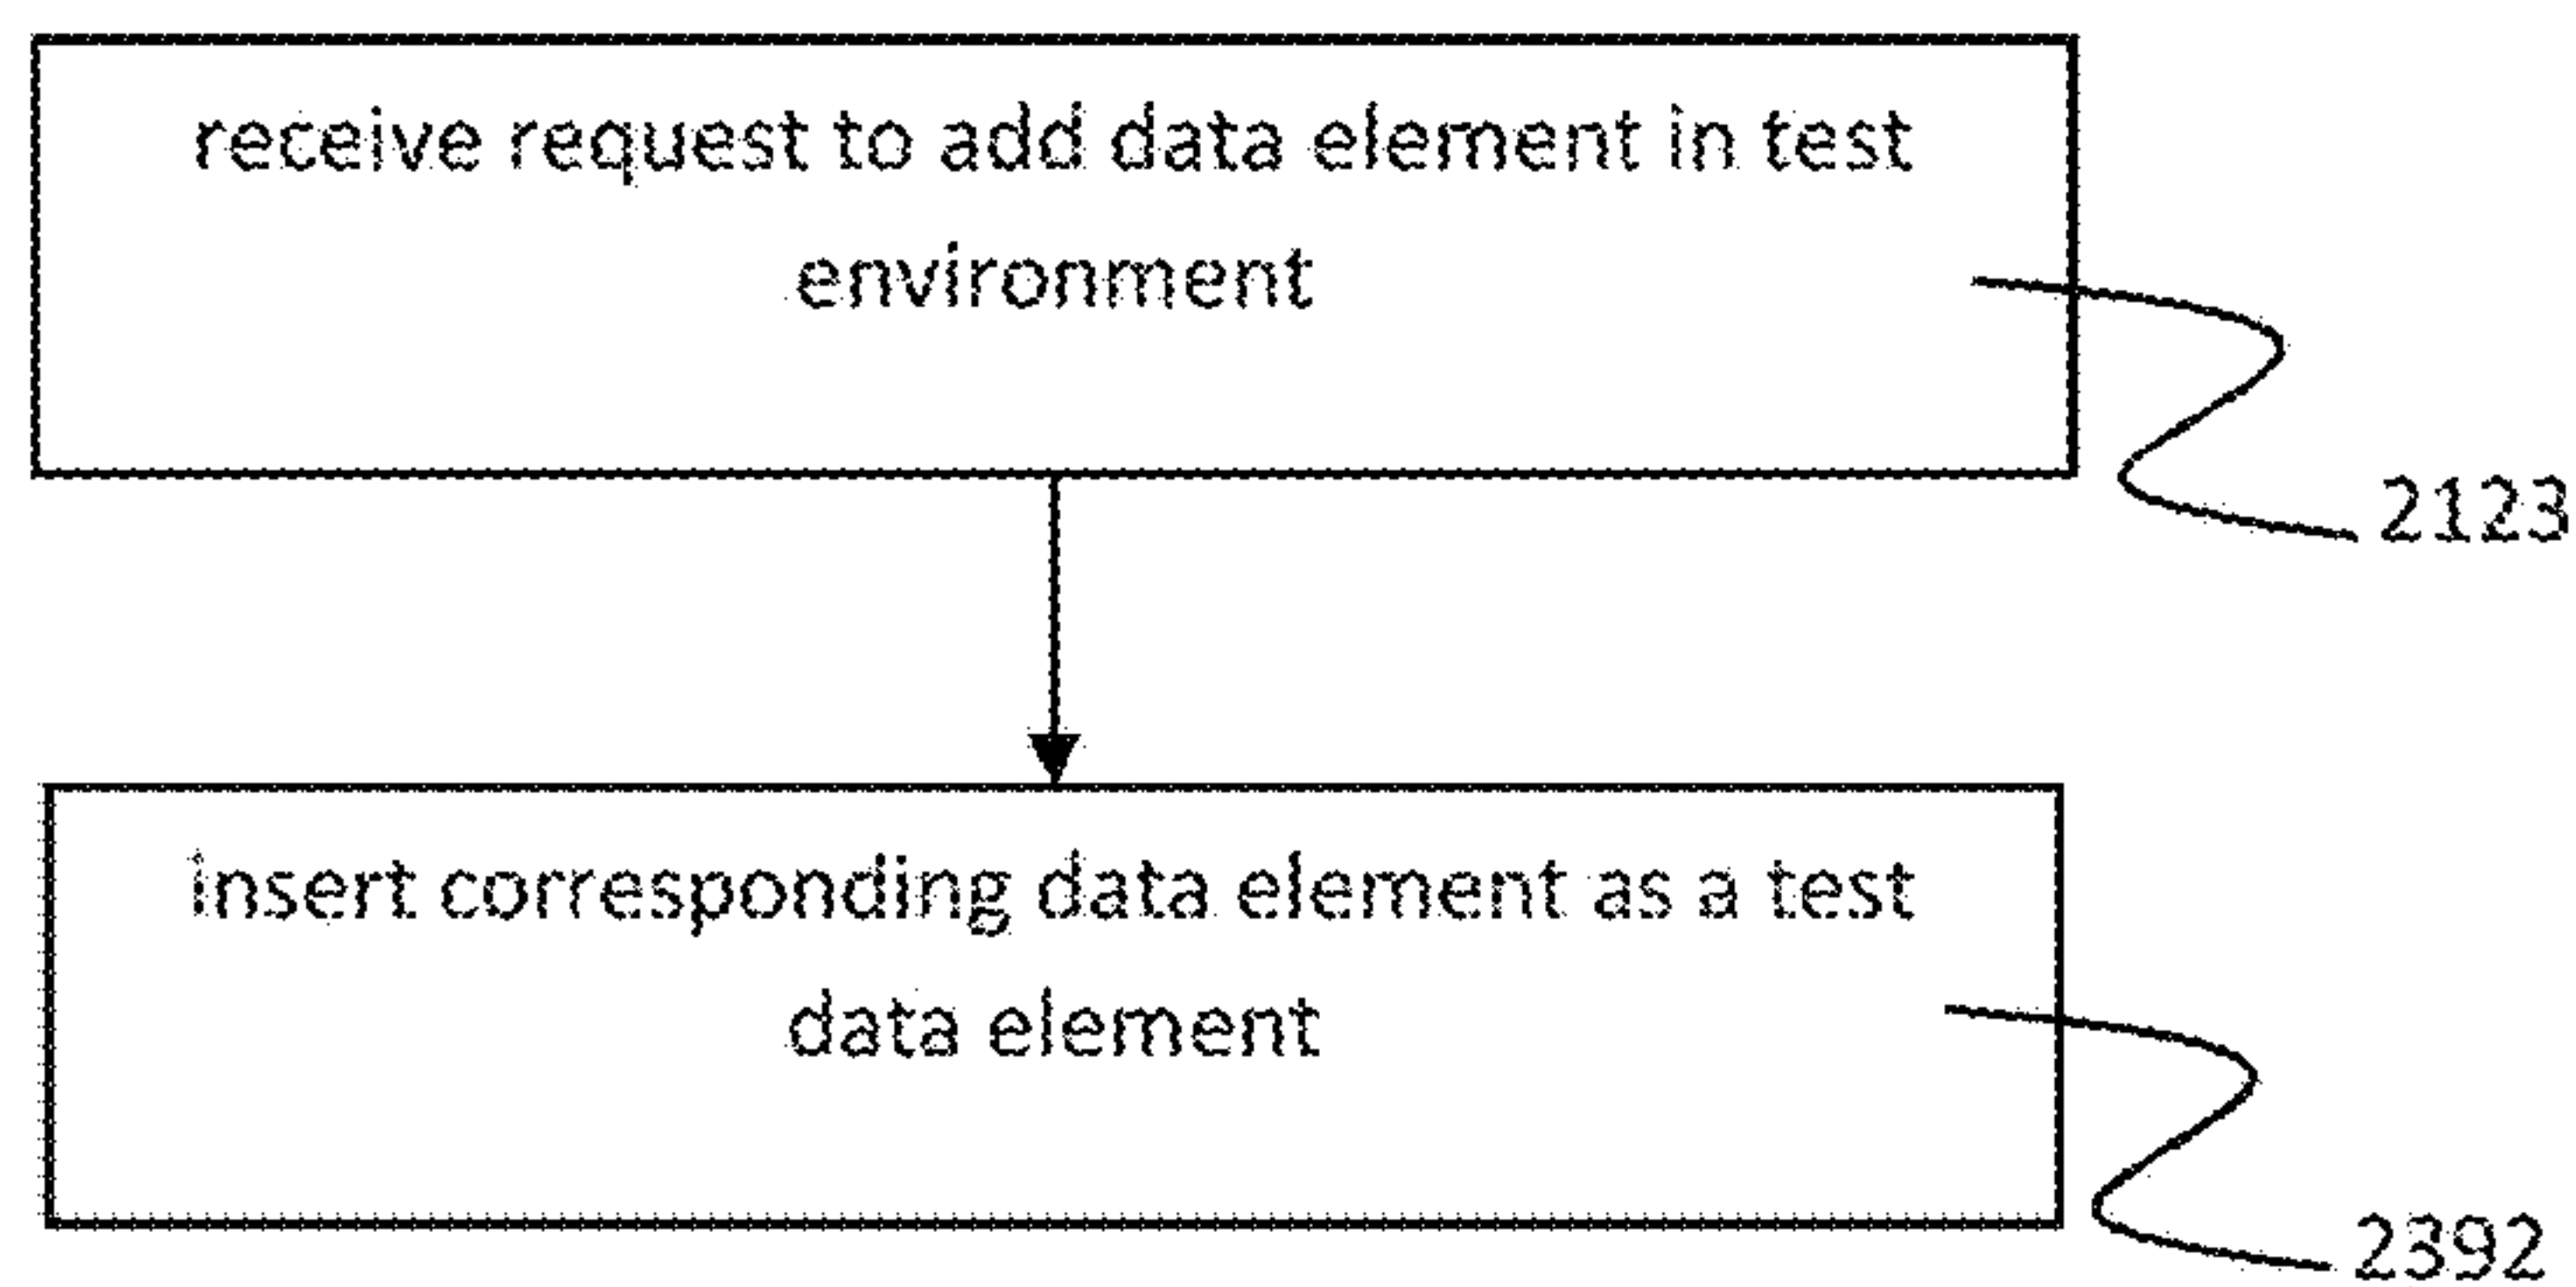 receive request to add data element in test
environment
2123
insert corresponding data element as a test
data element
2392